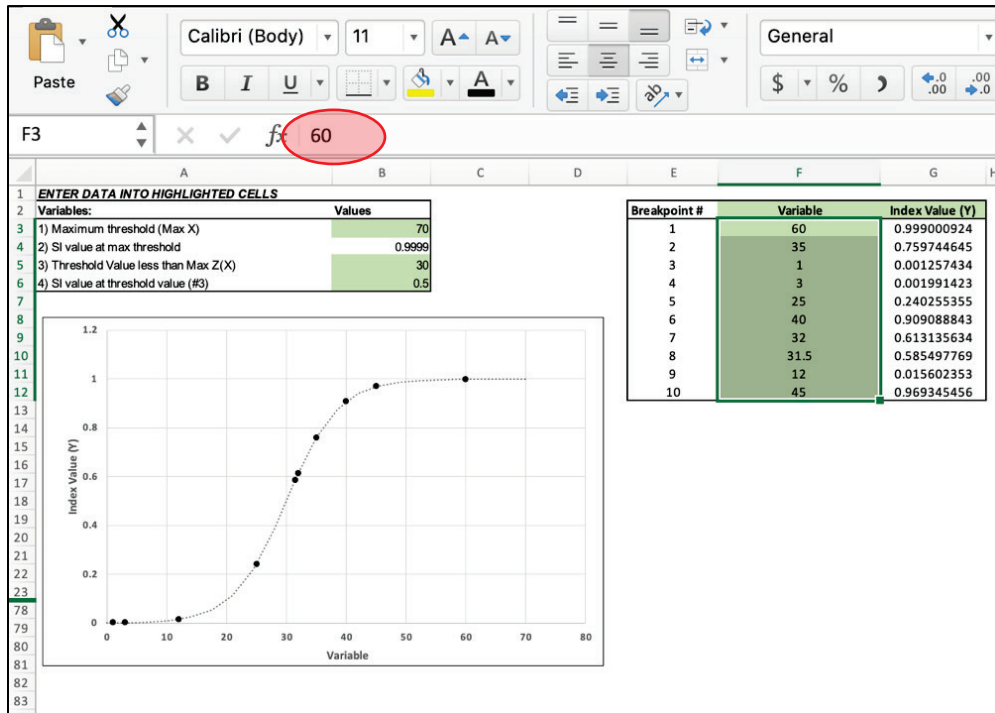 Paste
Calibri (Body) 11 A A
B I U A
ab
General
$ % .0 .00 .00 .0
F3 fx 60
A B C D E F G H
1 ENTER DATA INTO HIGHLIGHTED CELLS
2 Variables: Values Breakpoint # Variable Index Value (Y)
3 1) Maximum threshold (Max X) 70 1 60 0.999000924
4 2) SI value at max threshold 0.9999 2 35 0.759744645
5 3) Threshold Value less than Max Z(X) 30 3 1 0.001257434
6 4) SI value at threshold value (#3) 0.5 4 3 0.001991423
7 5 25 0.240255355
8 6 40 0.909088843
9 7 32 0.613135634
10 8 31.5 0.585497769
11 9 12 0.015602353
12 10 45 0.969345456
13
14
15
16
17
18
19
20
21
22
23
78
79
80
81
82
83
1.2
1
0.8
0.6
0.4
0.2
0
Index Value (Y)
0 10 20 30 40 50 60 70 80
Variable